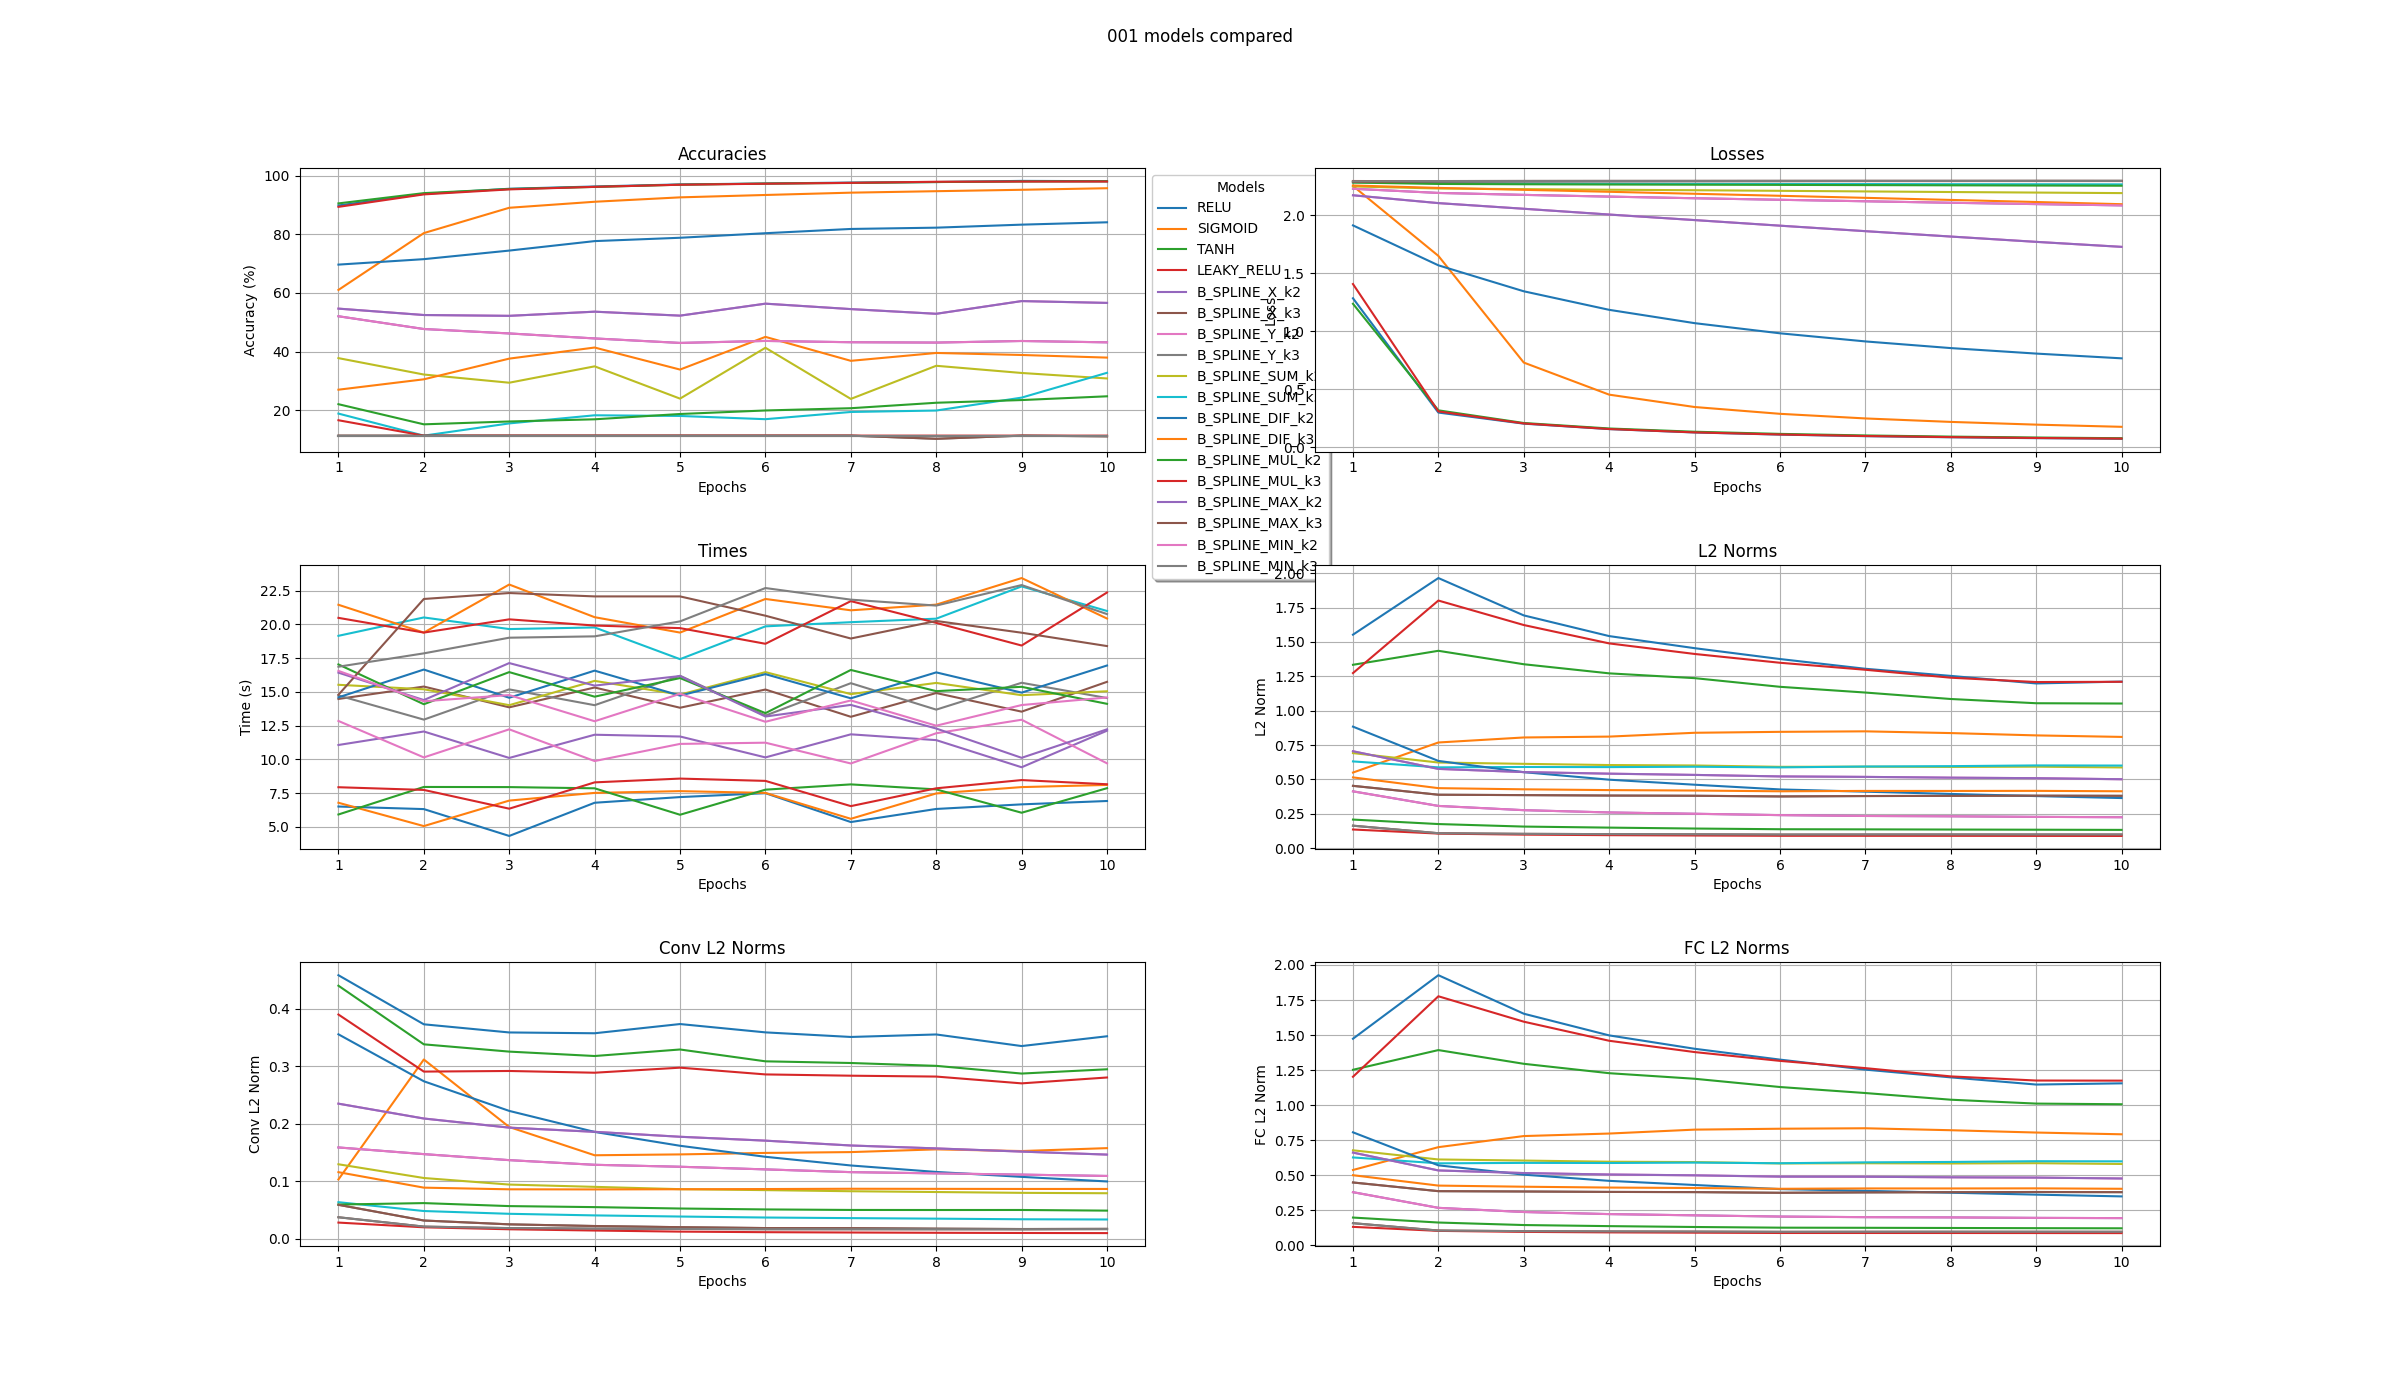 001 models compared
Accuracies
Accuracy (%)
100
80
60
40
20
1 2 3 4 5 6 7 8 9 10
Epochs
Models
RELU
SIGMOID
TANH
LEAKY_RELU
B_SPLINE_X_k2
B_SPLINE_X_k3
B_SPLINE_Y_k2
B_SPLINE_Y_k3
B_SPLINE_SUM_k
B_SPLINE_SUM_k
B_SPLINE_DIF_k2
B_SPLINE_DIF_k3
B_SPLINE_MUL_k2
B_SPLINE_MUL_k3
B_SPLINE_MAX_k2
B_SPLINE_MAX_k3
B_SPLINE_MIN_k2
B_SPLINE_MIN_k3
Losses
Loss
2.0
1.5
1.0
0.5
0.0
1 2 3 4 5 6 7 8 9 10
Epochs
Times
Time (s)
22.5
20.0
17.5
15.0
12.5
10.0
7.5
5.0
1 2 3 4 5 6 7 8 9 10
Epochs
L2 Norms
L2 Norm
2.00
1.75
1.50
1.25
1.00
0.75
0.50
0.25
0.00
1 2 3 4 5 6 7 8 9 10
Epochs
Conv L2 Norms
Conv L2 Norm
0.4
0.3
0.2
0.1
0.0
1 2 3 4 5 6 7 8 9 10
Epochs
FC L2 Norms
FC L2 Norm
2.00
1.75
1.50
1.25
1.00
0.75
0.50
0.25
0.00
1 2 3 4 5 6 7 8 9 10
Epochs